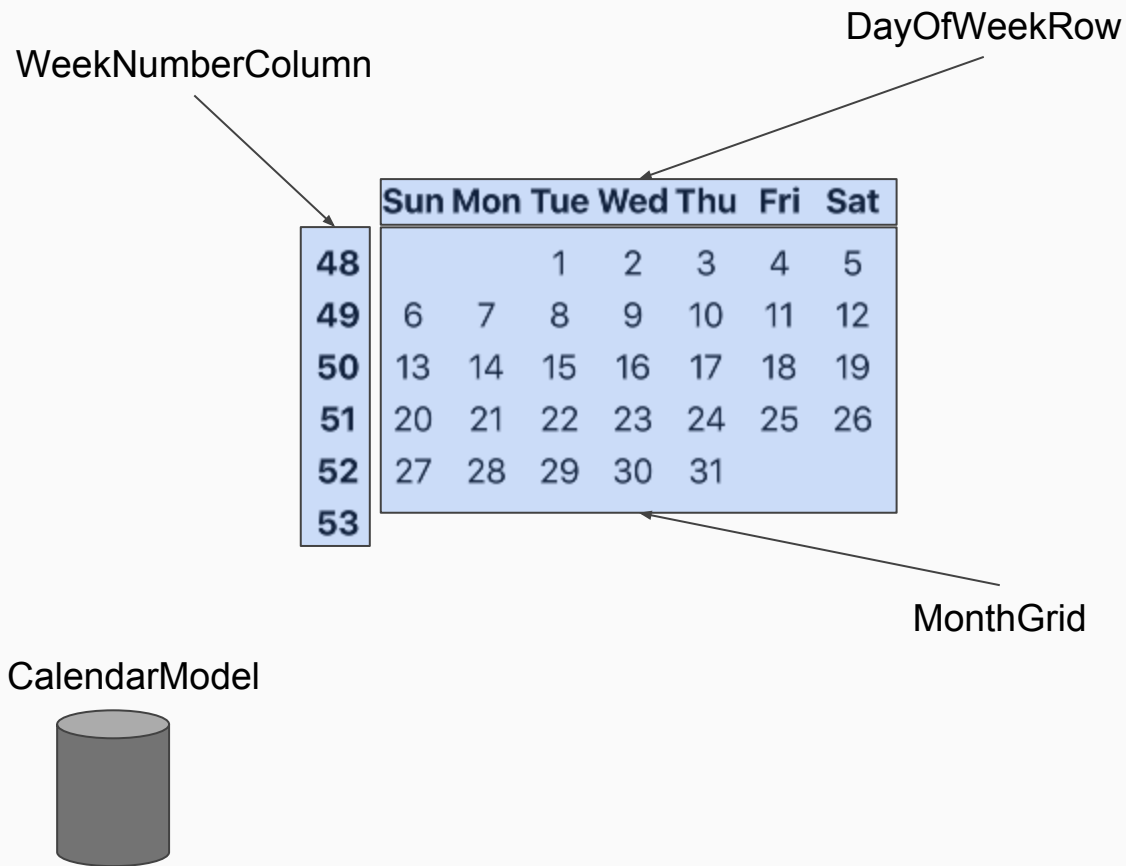 DayOfWeekRow
WeekNumberColumn
Sun Mon Tue Wed Thu Fri Sat
48 1 2 3 4 5
49 6 7 8 9 10 11 12
50 13 14 15 16 17 18 19
51 20 21 22 23 24 25 26
52 27 28 29 30 31
53
MonthGrid
CalendarModel